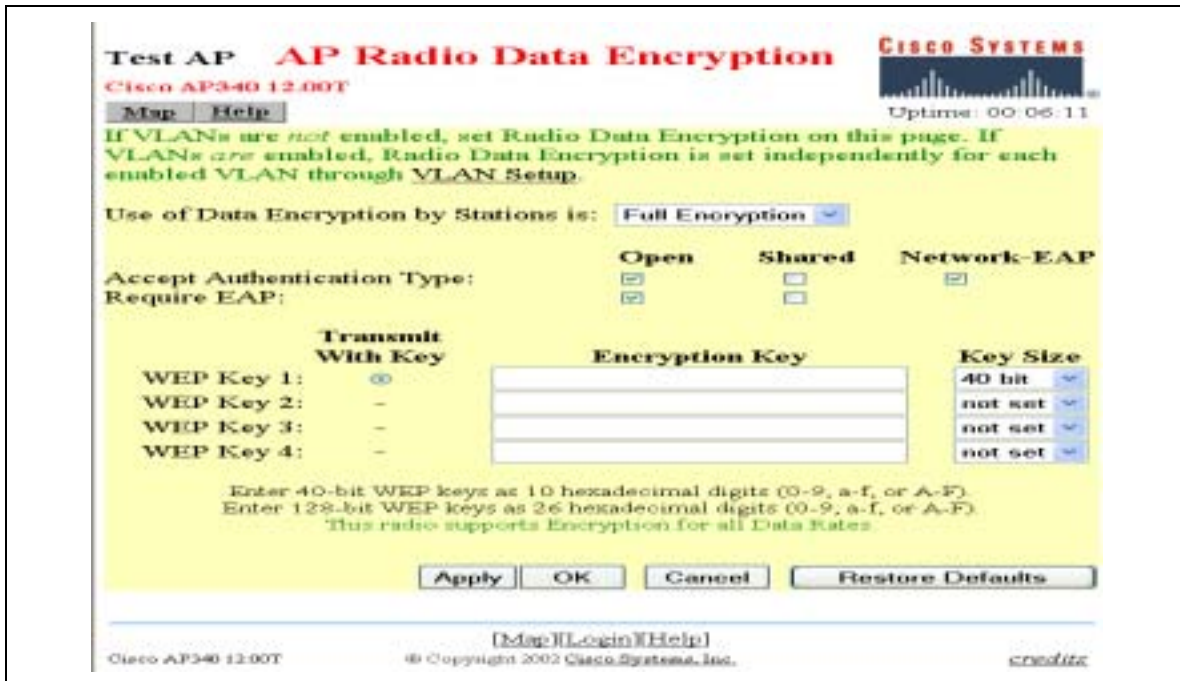 Test AP AP Radio Data Encryption
CISCO SYSTEMS
Cisco AP340 12.00T
Map Help
Uptime: 00:06:11
If VLANs are not enabled, set Radio Data Encryption on this page. If
VLANs are enabled, Radio Data Encryption is set independently for each
enabled VLAN through VLAN Setup.
Use of Data Encryption by Stations is: Full Encryption
Open Shared Network-EAP
Accept Authentication Type:
Require EAP:
Transmit
With Key Encryption Key Key Size
WEP Key 1: 40 bit
WEP Key 2: - not set
WEP Key 3: - not set
WEP Key 4: - not set
Enter 40-bit WEP keys as 10 hexadecimal digits (0-9, a-f, or A-F).
Enter 128-bit WEP keys as 26 hexadecimal digits (0-9, a-f, or A-F).
This radio supports Encryption for all Data Rates.
Apply OK Cancel Restore Defaults
[Map][Login][Help]
Cisco AP340 12.00T © Copyright 2002 Cisco Systems, Inc. credits